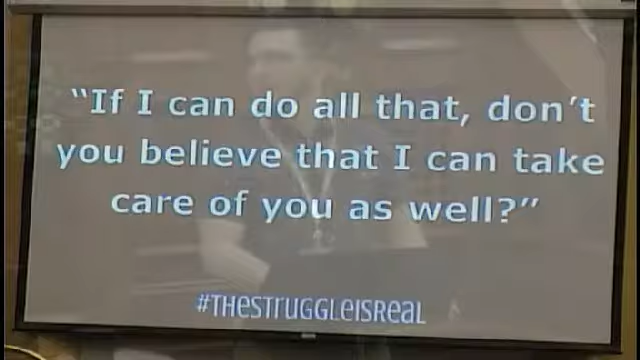 “If I can do all that, don’t
you believe that I can take
care of you as well?”
#THESTRUGGLEISREAL